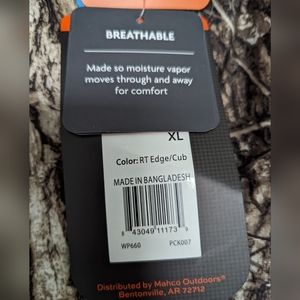 BREATHABLE
Made so moisture vapor
moves through and away
for comfort
XL
Color: RT Edge/Cub
MADE IN BANGLADESH
8 43049 11173 9
WP660 PCK007
Distributed by Mahco Outdoors®
Bentonville, AR 72712